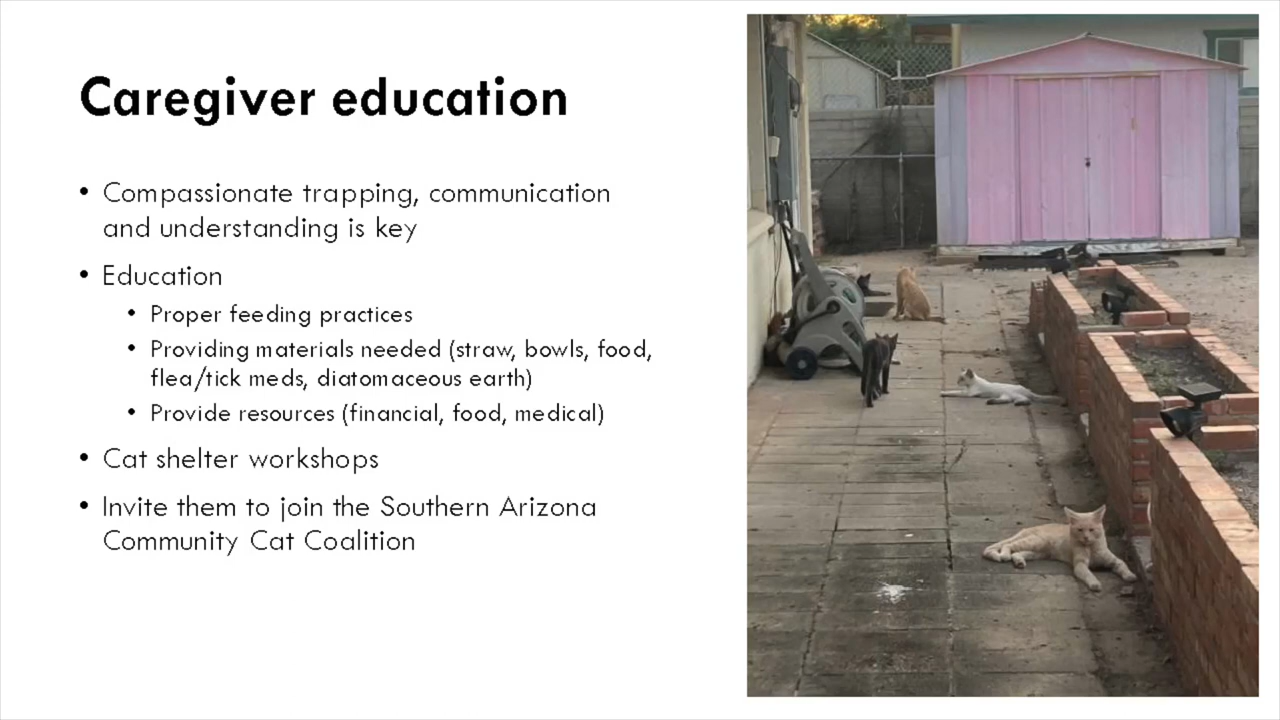 Caregiver education
• Compassionate trapping, communication
and understanding is key
• Education
• Proper feeding practices
• Providing materials needed (straw, bowls, food,
flea/tick meds, diatomaceous earth)
• Provide resources (financial, food, medical)
• Cat shelter workshops
• Invite them to join the Southern Arizona
Community Cat Coalition